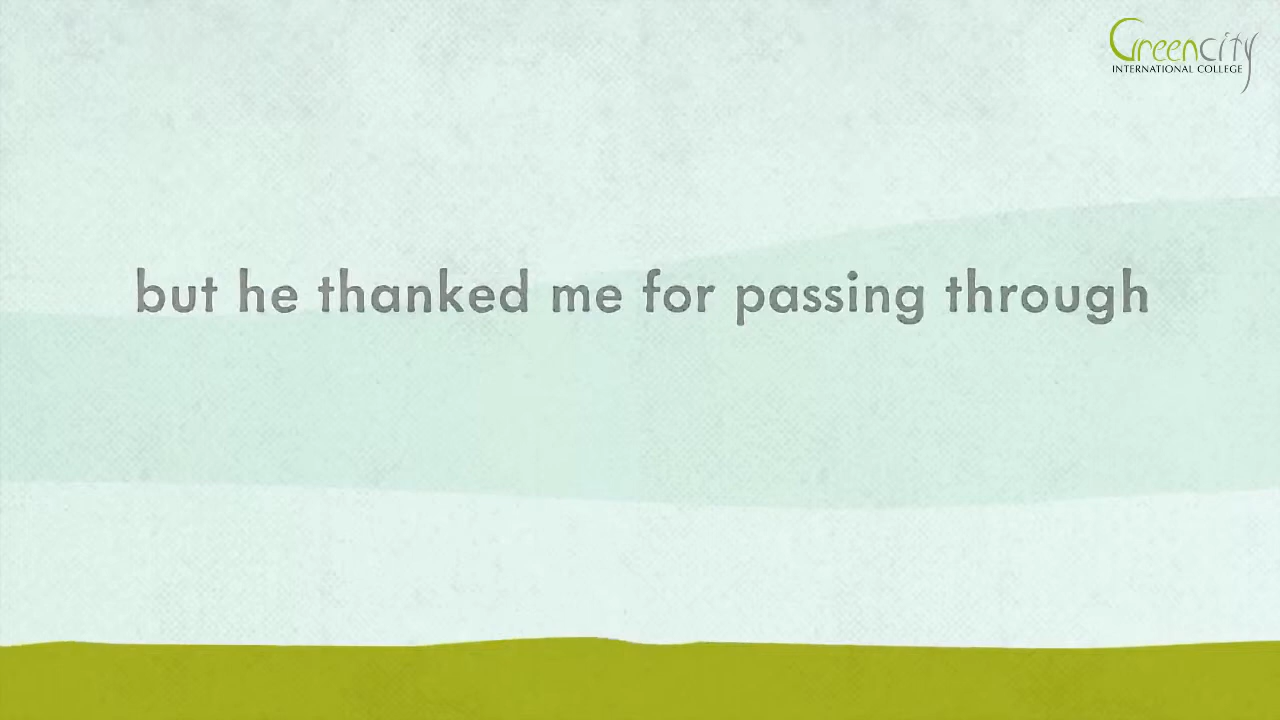 Greencity
INTERNATIONAL COLLEGE
but he thanked me for passing through